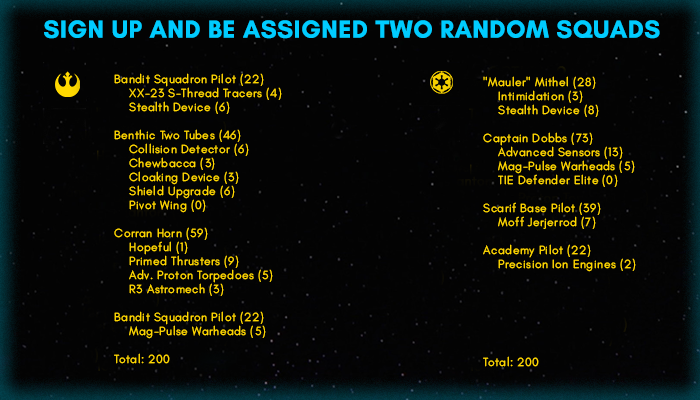 SIGN UP AND BE ASSIGNED TWO RANDOM SQUADS
Bandit Squadron Pilot (22)
XX-23 S-Thread Tracers (4)
Stealth Device (6)
Benthic Two Tubes (46)
Collision Detector (6)
Chewbacca (3)
Cloaking Device (3)
Shield Upgrade (6)
Pivot Wing (0)
Corran Horn (59)
Hopeful (1)
Primed Thrusters (9)
Adv. Proton Torpedoes (5)
R3 Astromech (3)
Bandit Squadron Pilot (22)
Mag-Pulse Warheads (5)
Total: 200
"Mauler" Mithel (28)
Intimidation (3)
Stealth Device (8)
Captain Dobbs (73)
Advanced Sensors (13)
Mag-Pulse Warheads (5)
TIE Defender Elite (0)
Scarif Base Pilot (39)
Moff Jerjerrod (7)
Academy Pilot (22)
Precision Ion Engines (2)
Total: 200